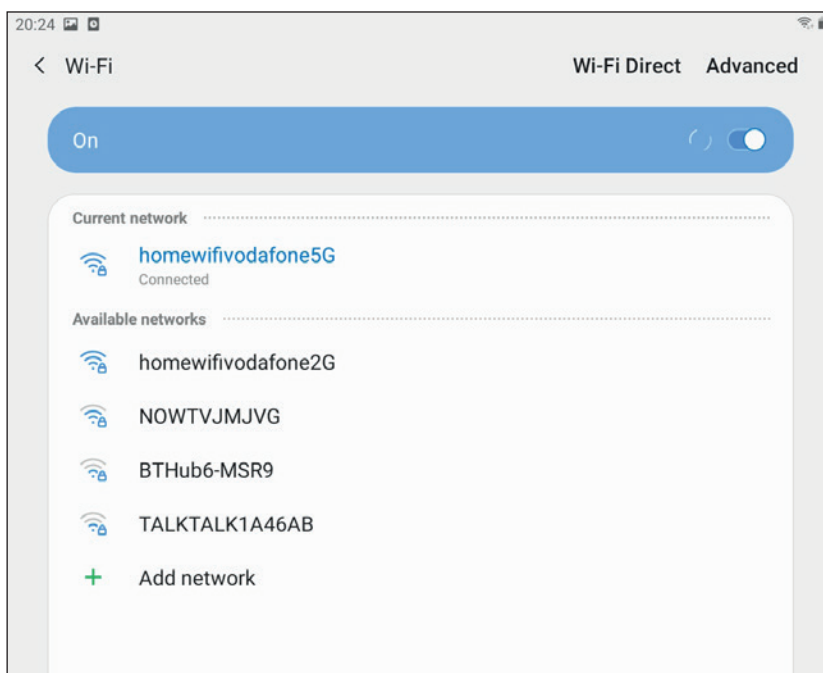 20:24
Wi-Fi Wi-Fi Direct Advanced
On
Current network
homewifivodafone5G
Connected
Available networks
homewifivodafone2G
NOWTVJMJVG
BTHub6-MSR9
TALKTALK1A46AB
Add network